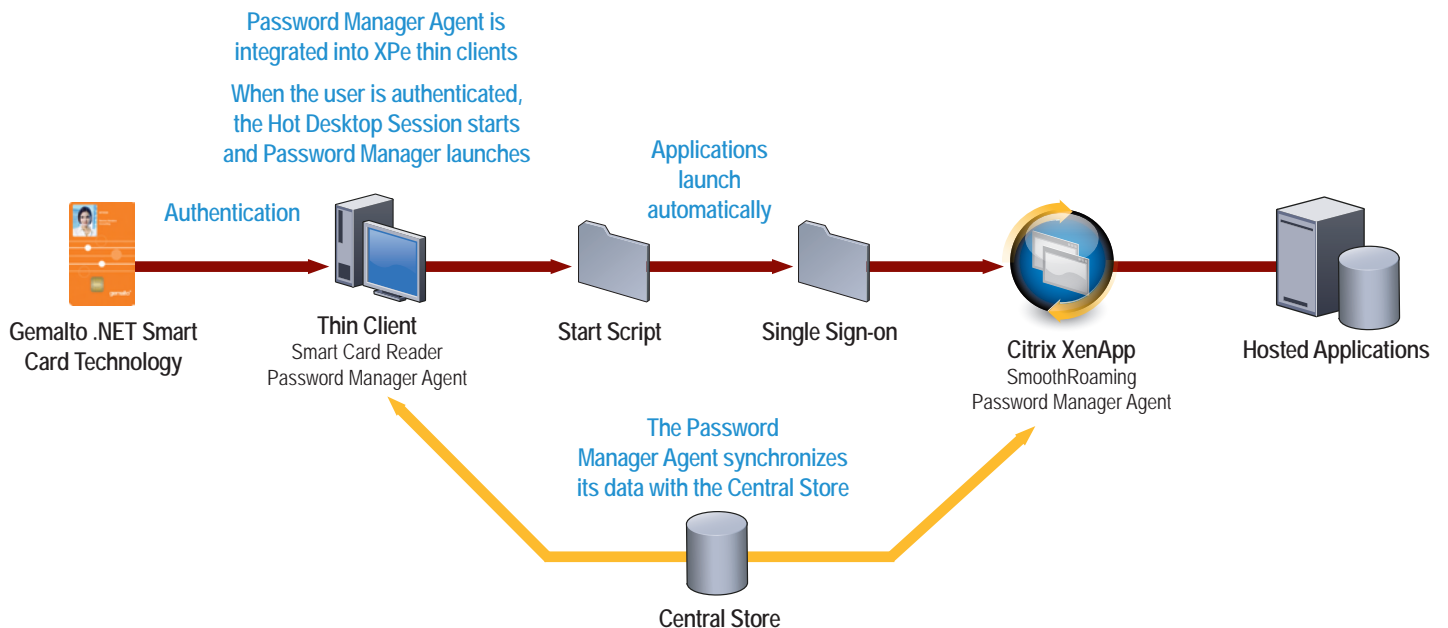 Password Manager Agent is
integrated into XPe thin clients
When the user is authenticated,
the Hot Desktop Session starts
and Password Manager launches
Applications
launch
automatically
Authentication
gemalto
Gemalto .NET Smart
Card Technology
Thin Client
Smart Card Reader
Password Manager Agent
Start Script
Single Sign-on
Citrix XenApp
SmoothRoaming
Password Manager Agent
Hosted Applications
The Password
Manager Agent synchronizes
its data with the Central Store
Central Store